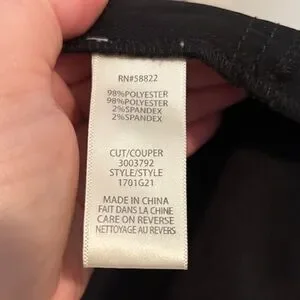 RN#58822
98%POLYESTER
98%POLYESTER
2%SPANDEX
2%SPANDEX
CUT/COUPER
3003792
STYLE/STYLE
1701G21
MADE IN CHINA
FAIT DANS LA CHINE
CARE ON REVERSE
NETTOYAGE AU REVERS